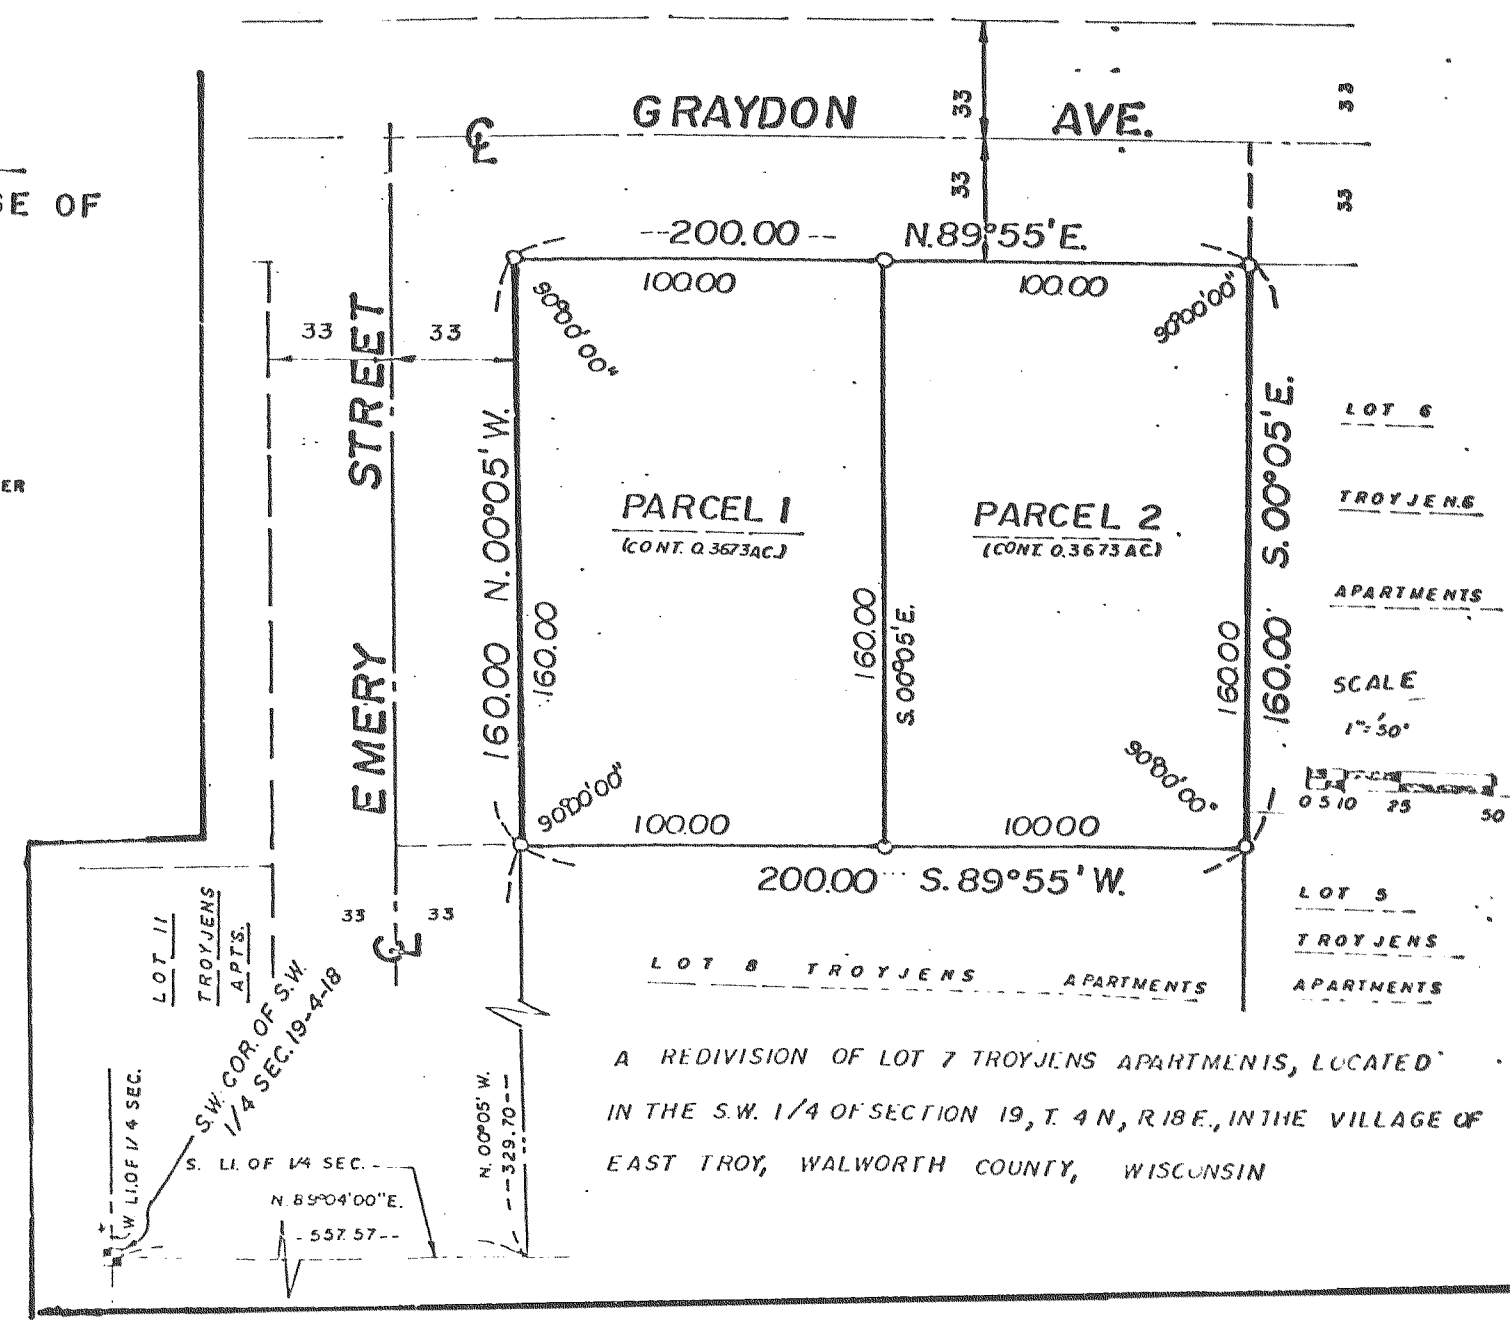 GRAYDON AVE.
33
33
33
33
OF
--200.00-- N.89°55'E.
100.00
100.00
90°00'00"
90°00'00"
33
33
STREET
EMERY
N.00°05'W.
160.00
160.00
PARCEL 1
(CONT. 0.3673AC.)
PARCEL 2
(CONT. 0.3673AC.)
160.00
S.00°05'E.
160.00
160.00
S.00°05'E.
LOT 6
TROYJENS
APARTMENTS
SCALE
1"=50'
0 5 10 25 50
90°00'00"
90°00'00"
100.00
100.00
200.00 S.89°55'W.
ER
33
33
LOT 11
TROYJENS
APT'S.
LOT 5
TROYJENS
APARTMENTS
LOT 8 TROYJENS APARTMENTS
S.W. COR. OF S.W.
1/4 SEC. 19-4-18
W LI. OF 1/4 SEC.
S. LI. OF 1/4 SEC.
N.89°04'00"E.
557.57--
N.00°05'W.
--329.70--
A REDIVISION OF LOT 7 TROYJENS APARTMENTS, LOCATED
IN THE S.W. 1/4 OF SECTION 19, T. 4 N, R.18E., IN THE VILLAGE OF
EAST TROY, WALWORTH COUNTY, WISCONSIN